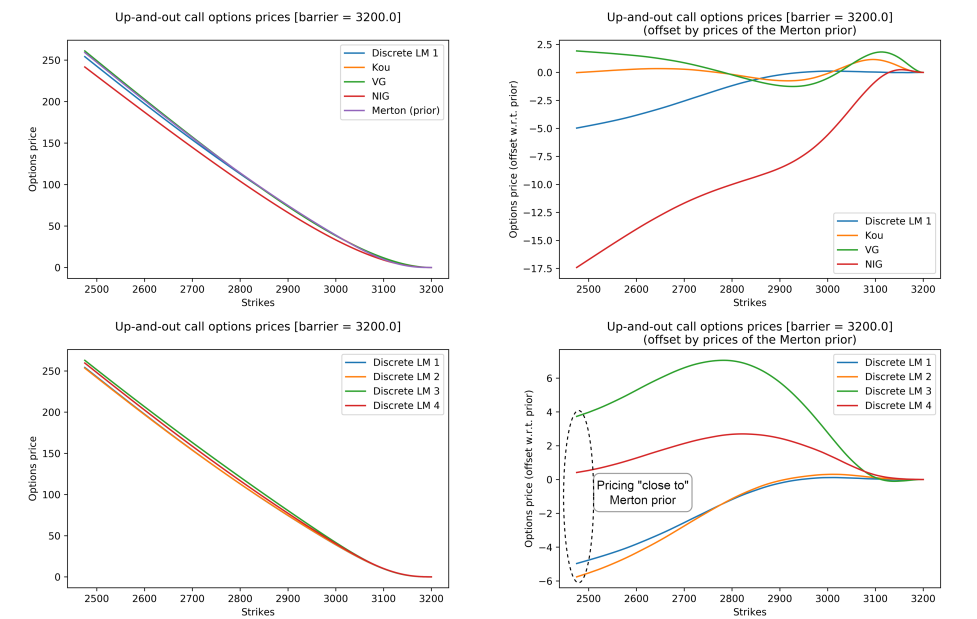 Up-and-out call options prices [barrier = 3200.0]
Options price
250
200
150
100
50
0
2500 2600 2700 2800 2900 3000 3100 3200
Strikes
Discrete LM 1
Kou
VG
NIG
Merton (prior)
Up-and-out call options prices [barrier = 3200.0]
(offset by prices of the Merton prior)
Options price (offset w.r.t. prior)
2.5
0.0
−2.5
−5.0
−7.5
−10.0
−12.5
−15.0
−17.5
2500 2600 2700 2800 2900 3000 3100 3200
Strikes
Discrete LM 1
Kou
VG
NIG
Up-and-out call options prices [barrier = 3200.0]
Options price
250
200
150
100
50
0
2500 2600 2700 2800 2900 3000 3100 3200
Strikes
Discrete LM 1
Discrete LM 2
Discrete LM 3
Discrete LM 4
Up-and-out call options prices [barrier = 3200.0]
(offset by prices of the Merton prior)
Options price (offset w.r.t. prior)
6
4
2
0
−2
−4
−6
2500 2600 2700 2800 2900 3000 3100 3200
Strikes
Discrete LM 1
Discrete LM 2
Discrete LM 3
Discrete LM 4
Pricing "close to"
Merton prior